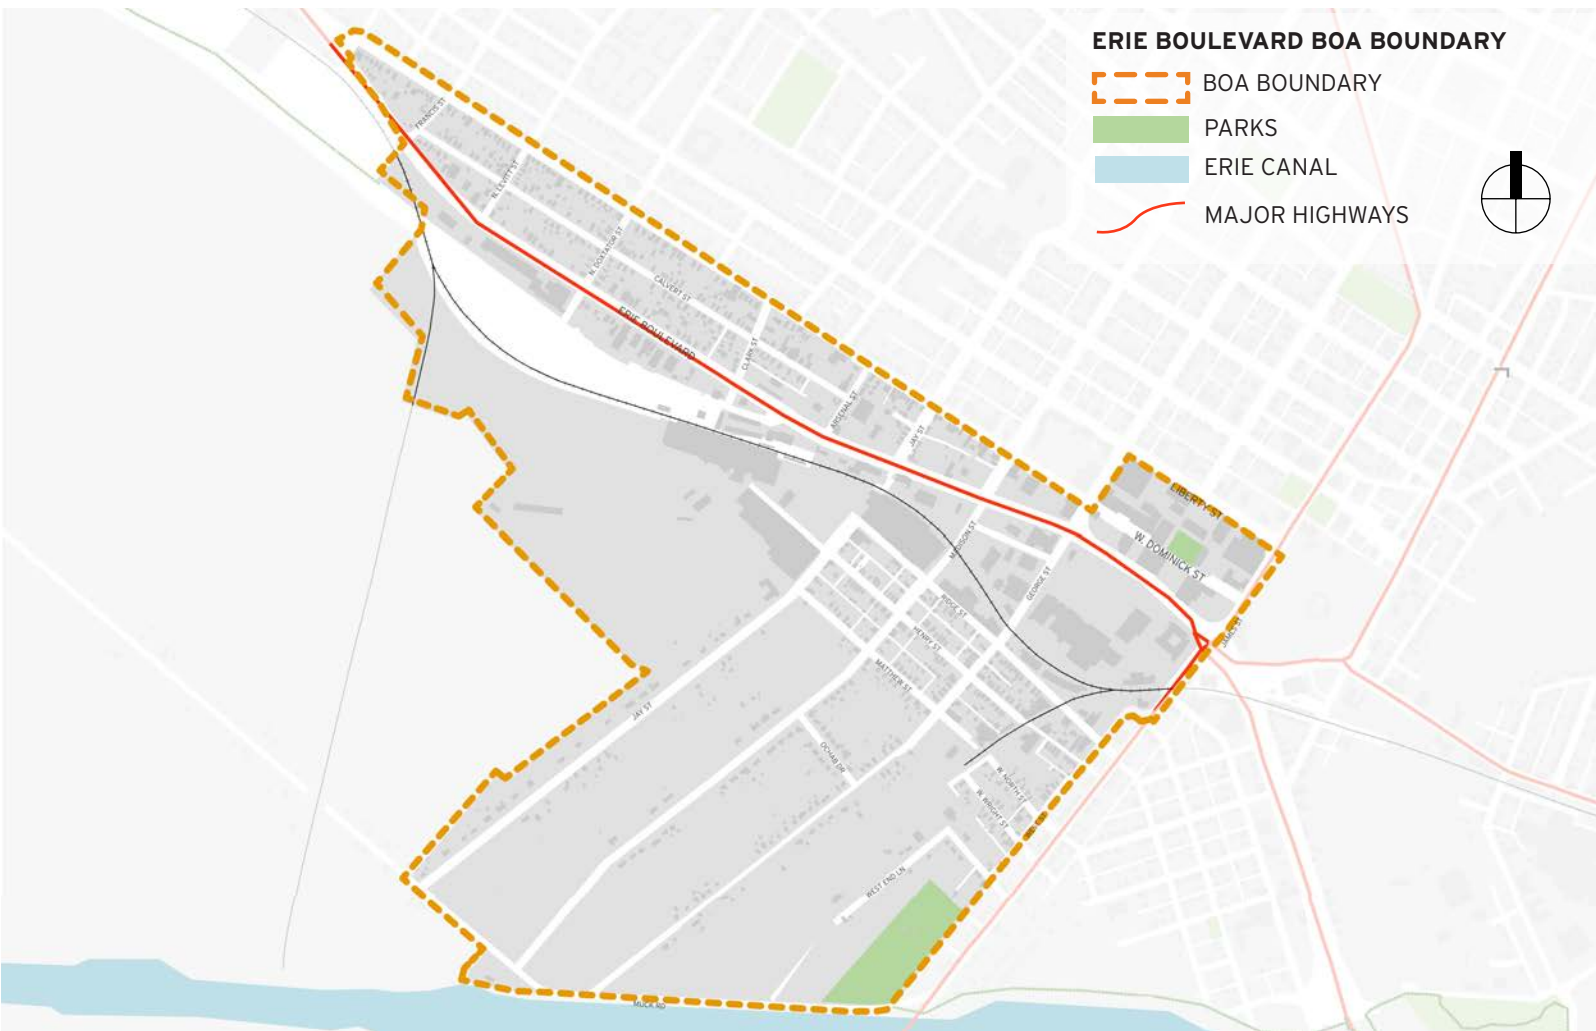 ERIE BOULEVARD BOA BOUNDARY
BOA BOUNDARY
PARKS
ERIE CANAL
MAJOR HIGHWAYS
FRANCIS ST
N. LEVITT ST
N. DOXTATOR ST
CALVERT ST
ERIE BOULEVARD
CLARK ST
ARSENAL ST
JAY ST
LIBERTY ST
W. DOMINICK ST
MADISON ST
GEORGE ST
RIDGE ST
HENRY ST
MATTHEW ST
JAMES ST
JAY ST
OCHAB DR
W. NORTH ST
W. WRIGHT ST
WEST END LN
MUCK RD